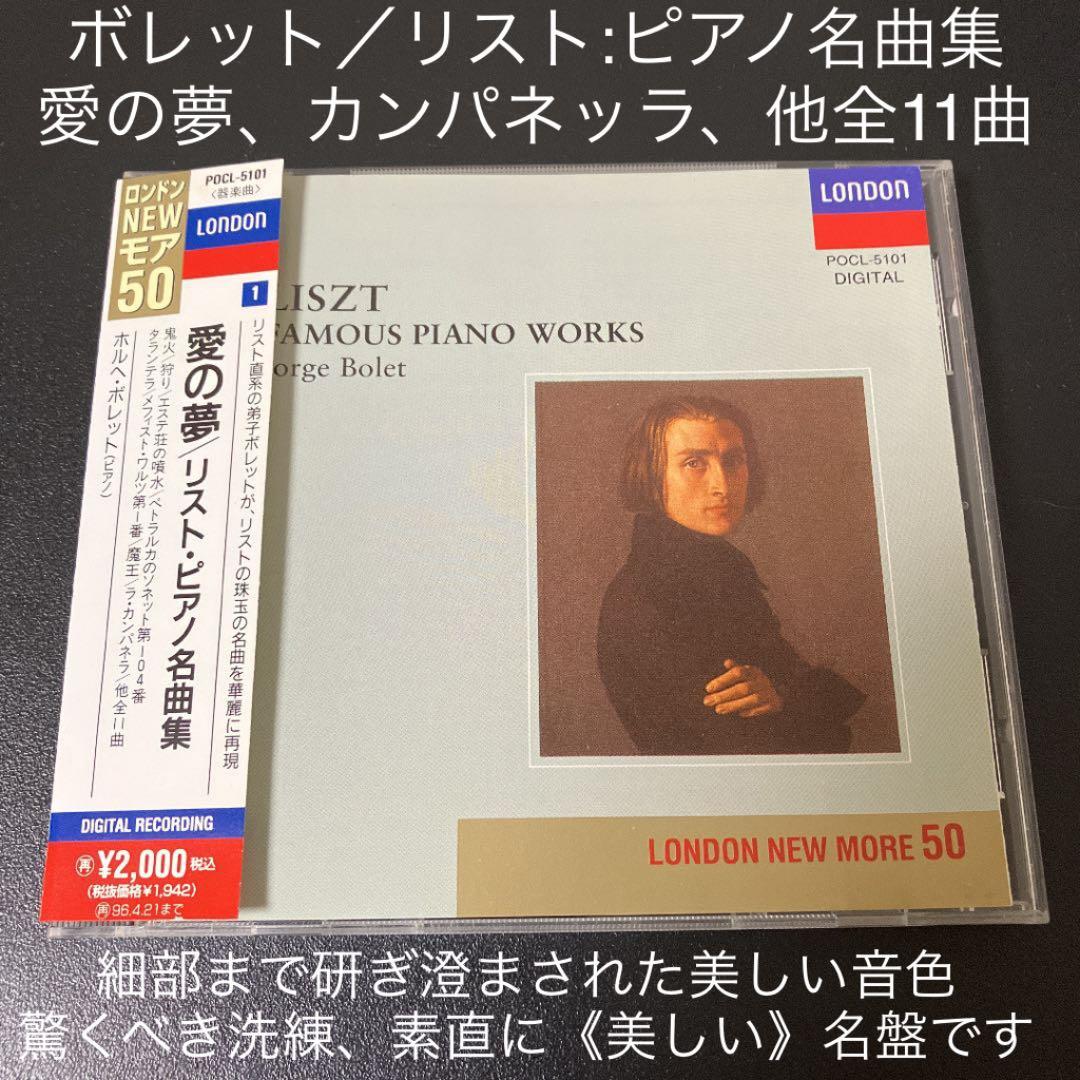 ボレット／リスト:ピアノ名曲集
愛の夢、カンパネッラ、他全11曲
ロンドン
NEW
モア
50
POCL-5101
〈器楽曲〉
LONDON
1
リスト直系の弟子ボレットが、リストの珠玉の名曲を華麗に再現
愛の夢/リスト・ピアノ名曲集
鬼火/狩り/エステ荘の噴水/ペトラルカのソネット第104番
タランテラ/メフィスト・ワルツ第1番/魔王/ラ・カンパネラ/他全11曲
ホルヘ・ボレット(ピアノ)
DIGITAL RECORDING
再 ¥2,000税込
(税抜価格¥1,942)
再96.4.21まで
LONDON
POCL-5101
DIGITAL
LISZT
FAMOUS PIANO WORKS
orge Bolet
LONDON NEW MORE 50
細部まで研ぎ澄まされた美しい音色
驚くべき洗練、素直に《美しい》名盤です